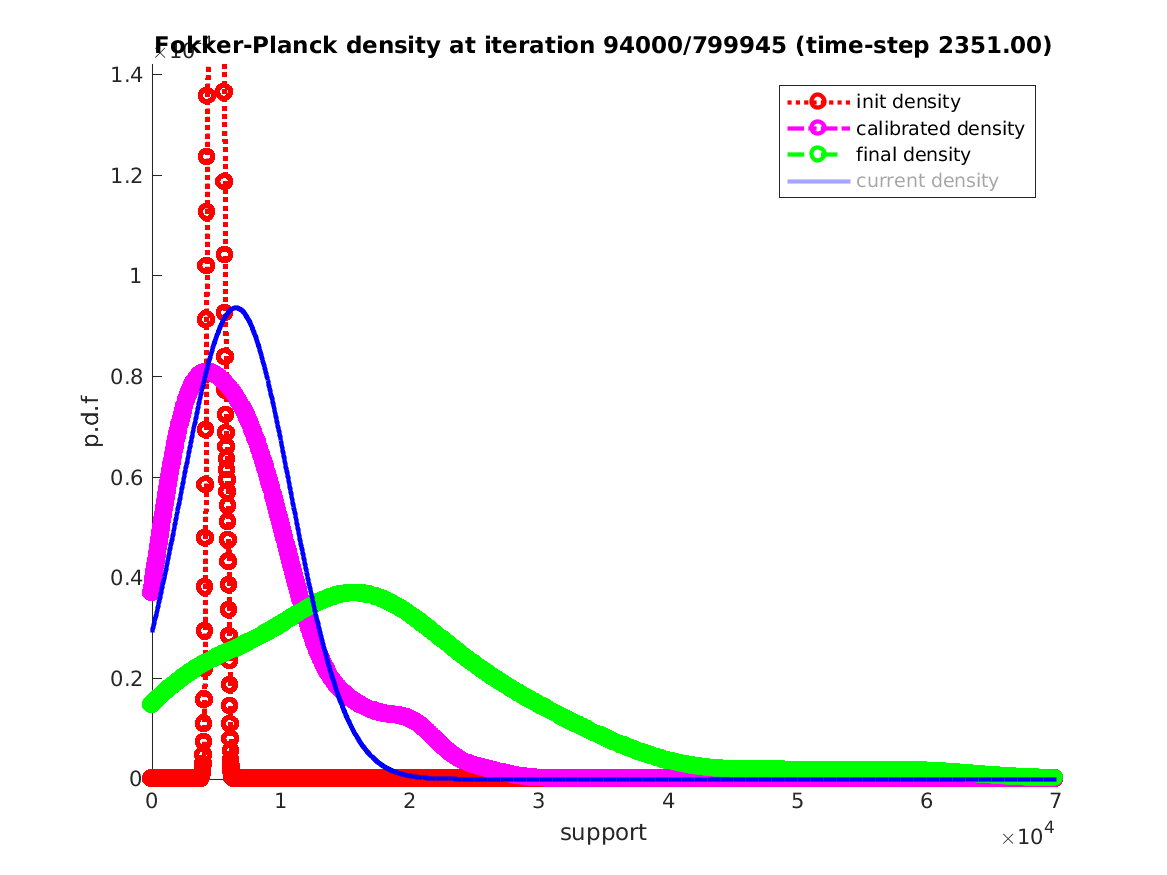 Fokker-Planck density at iteration 94000/799945 (time-step 2351.00)
×10
1.4
1.2
1
0.8
0.6
0.4
0.2
0
p.d.f
init density
calibrated density
final density
current density
0 1 2 3 4 5 6 7
support
×10⁴